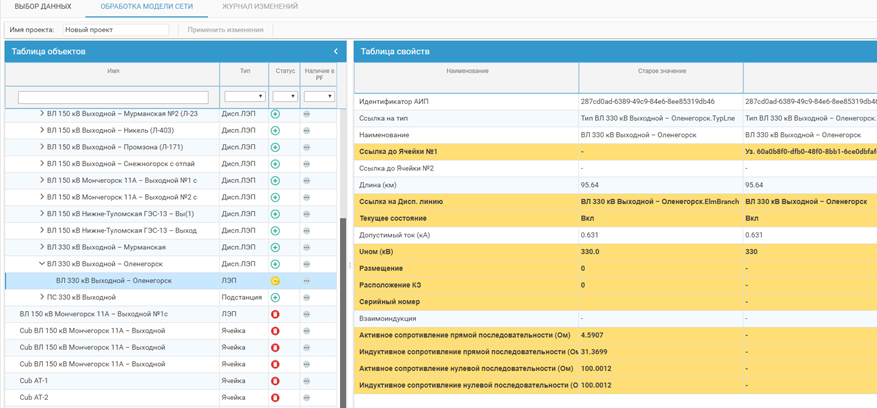 ВЫБОР ДАННЫХ ОБРАБОТКА МОДЕЛИ СЕТИ ЖУРНАЛ ИЗМЕНЕНИЙ
Имя проекта: Новый проект Применить изменения
Таблица объектов
Имя Тип Статус Наличие в PF
ВЛ 150 кВ Выходной – Мурманская №2 (Л-23 Дисп.ЛЭП
ВЛ 150 кВ Выходной – Никель (Л-403) Дисп.ЛЭП
ВЛ 150 кВ Выходной – Промзона (Л-171) Дисп.ЛЭП
ВЛ 150 кВ Выходной – Снежногорск с отпай Дисп.ЛЭП
ВЛ 150 кВ Мончегорск 11А – Выходной №1 с Дисп.ЛЭП
ВЛ 150 кВ Мончегорск 11А – Выходной №2 с Дисп.ЛЭП
ВЛ 150 кВ Нижне-Туломская ГЭС-13 – Вы(1) Дисп.ЛЭП
ВЛ 150 кВ Нижне-Туломская ГЭС-13 – Выход Дисп.ЛЭП
ВЛ 330 кВ Выходной – Мурманская Дисп.ЛЭП
ВЛ 330 кВ Выходной – Оленегорск Дисп.ЛЭП
ВЛ 330 кВ Выходной – Оленегорск ЛЭП
ПС 330 кВ Выходной Подстанция
ВЛ 150 кВ Мончегорск 11А – Выходной №1с ЛЭП
Cub ВЛ 150 кВ Мончегорск 11А – Выходной Ячейка
Cub ВЛ 150 кВ Мончегорск 11А – Выходной Ячейка
Cub ВЛ 150 кВ Мончегорск 11А – Выходной Ячейка
Cub АТ-1 Ячейка
Cub АТ-2 Ячейка
Таблица свойств
Наименование Старое значение
Идентификатор АИП 287cd0ad-6389-49c9-84e6-8ee85319db46 287cd0ad-6389-49c9-84e6-8ee85319db46
Ссылка на тип Тип ВЛ 330 кВ Выходной – Оленегорск.TypLne Тип ВЛ 330 кВ Выходной – Оленегорск.
Наименование ВЛ 330 кВ Выходной – Оленегорск ВЛ 330 кВ Выходной – Оленегорск
Ссылка до Ячейки №1 - Уз. 60a0b8f0-dfb0-48f0-8bb1-6ce0dbfaf
Ссылка до Ячейки №2 - -
Длина (км) 95.64 95.64
Ссылка на Дисп. линию ВЛ 330 кВ Выходной – Оленегорск.ElmBranch ВЛ 330 кВ Выходной – Оленегорск
Текущее состояние Вкл Вкл
Допустимый ток (кА) 0.631 0.631
Uном (кВ) 330.0 330
Размещение 0 -
Расположение КЗ 0 -
Серийный номер -
Взаимоиндукция - -
Активное сопротивление прямой последовательности (Ом) 4.5907 -
Индуктивное сопротивление прямой последовательности (Ом 31.3699 -
Активное сопротивление нулевой последовательности (Ом) 100.0012 -
Индуктивное сопротивление нулевой последовательности (О 100.0012 -